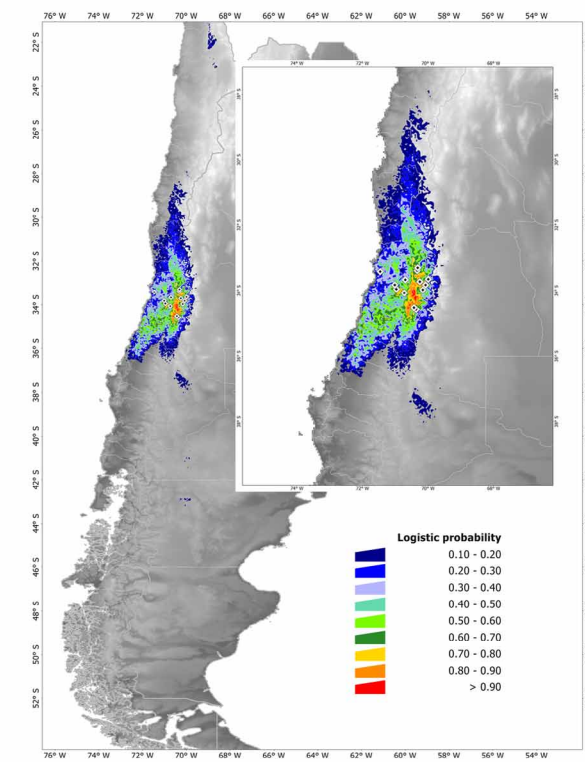 76° W 74° W 72° W 70° W 68° W 66° W 64° W 62° W 60° W 58° W 56° W 54° W
22° S
24° S
26° S
28° S
30° S
32° S
34° S
36° S
38° S
40° S
42° S
44° S
46° S
48° S
50° S
52° S
74° W 72° W 70° W 68° W
32° S
34° S
36° S
74° W 72° W 70° W 68° W
Logistic probability
0.10 - 0.20
0.20 - 0.30
0.30 - 0.40
0.40 - 0.50
0.50 - 0.60
0.60 - 0.70
0.70 - 0.80
0.80 - 0.90
> 0.90
76° W 74° W 72° W 70° W 68° W 66° W 64° W 62° W 60° W 58° W 56° W 54° W